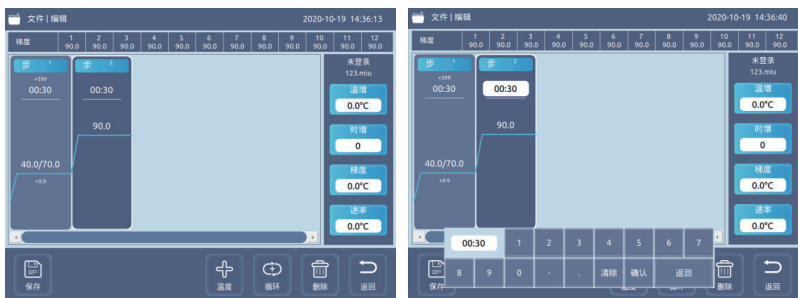 文件 | 编辑 2020-10-19 14:36:13
梯度 1 2 3 4 5 6 7 8 9 10 11 12
90.0 90.0 90.0 90.0 90.0 90.0 90.0 90.0 90.0 90.0 90.0 90.0
步 1 步 2
+599
00:30 00:30
90.0
40.0/70.0
+9.9
未登录
123.miu
温增
0.0°C
时增
0
梯度
0.0°C
速率
0.0°C
保存 温度 循环 删除 返回
文件 | 编辑 2020-10-19 14:36:40
梯度 1 2 3 4 5 6 7 8 9 10 11 12
90.0 90.0 90.0 90.0 90.0 90.0 90.0 90.0 90.0 90.0 90.0 90.0
步 1 步 2
+599
00:30 00:30
90.0
40.0/70.0
+9.9
未登录
123.miu
温增
0.0°C
时增
0
梯度
0.0°C
速率
0.0°C
00:30 1 2 3 4 5 6 7
8 9 0 - . 清除 确认 返回
保存 删除 返回